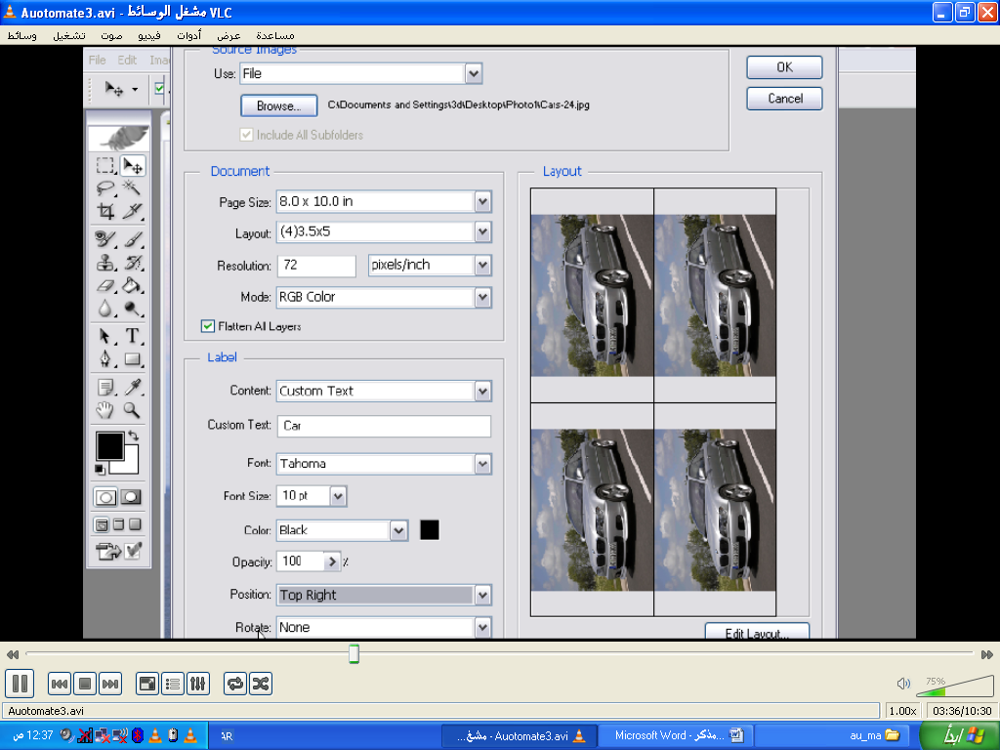 Auotomate3.avi - مشغل الوسائط VLC
وسائط تشغيل صوت فيديو أدوات عرض مساعدة
File Edit Ima
Source Images
Use: File
OK
Browse... C:\Documents and Settings\3d\Desktop\Photo1\Cars-24.jpg
Cancel
Include All Subfolders
Document
Layout
Page Size: 8.0 x 10.0 in
Layout: (4)3.5x5
Resolution: 72 pixels/inch
Mode: RGB Color
Flatten All Layers
Label
Content: Custom Text
Custom Text: Car
Font: Tahoma
Font Size: 10 pt
Color: Black
Opacity: 100 %
Position: Top Right
Rotate: None
Edit Layout...
75%
Auotomate3.avi 1.00x 03:36/10:30
12:37 ص
AR
Auotomate3.avi - مشغ...
Microsoft Word - مذكر...
au_ma
ابدأ